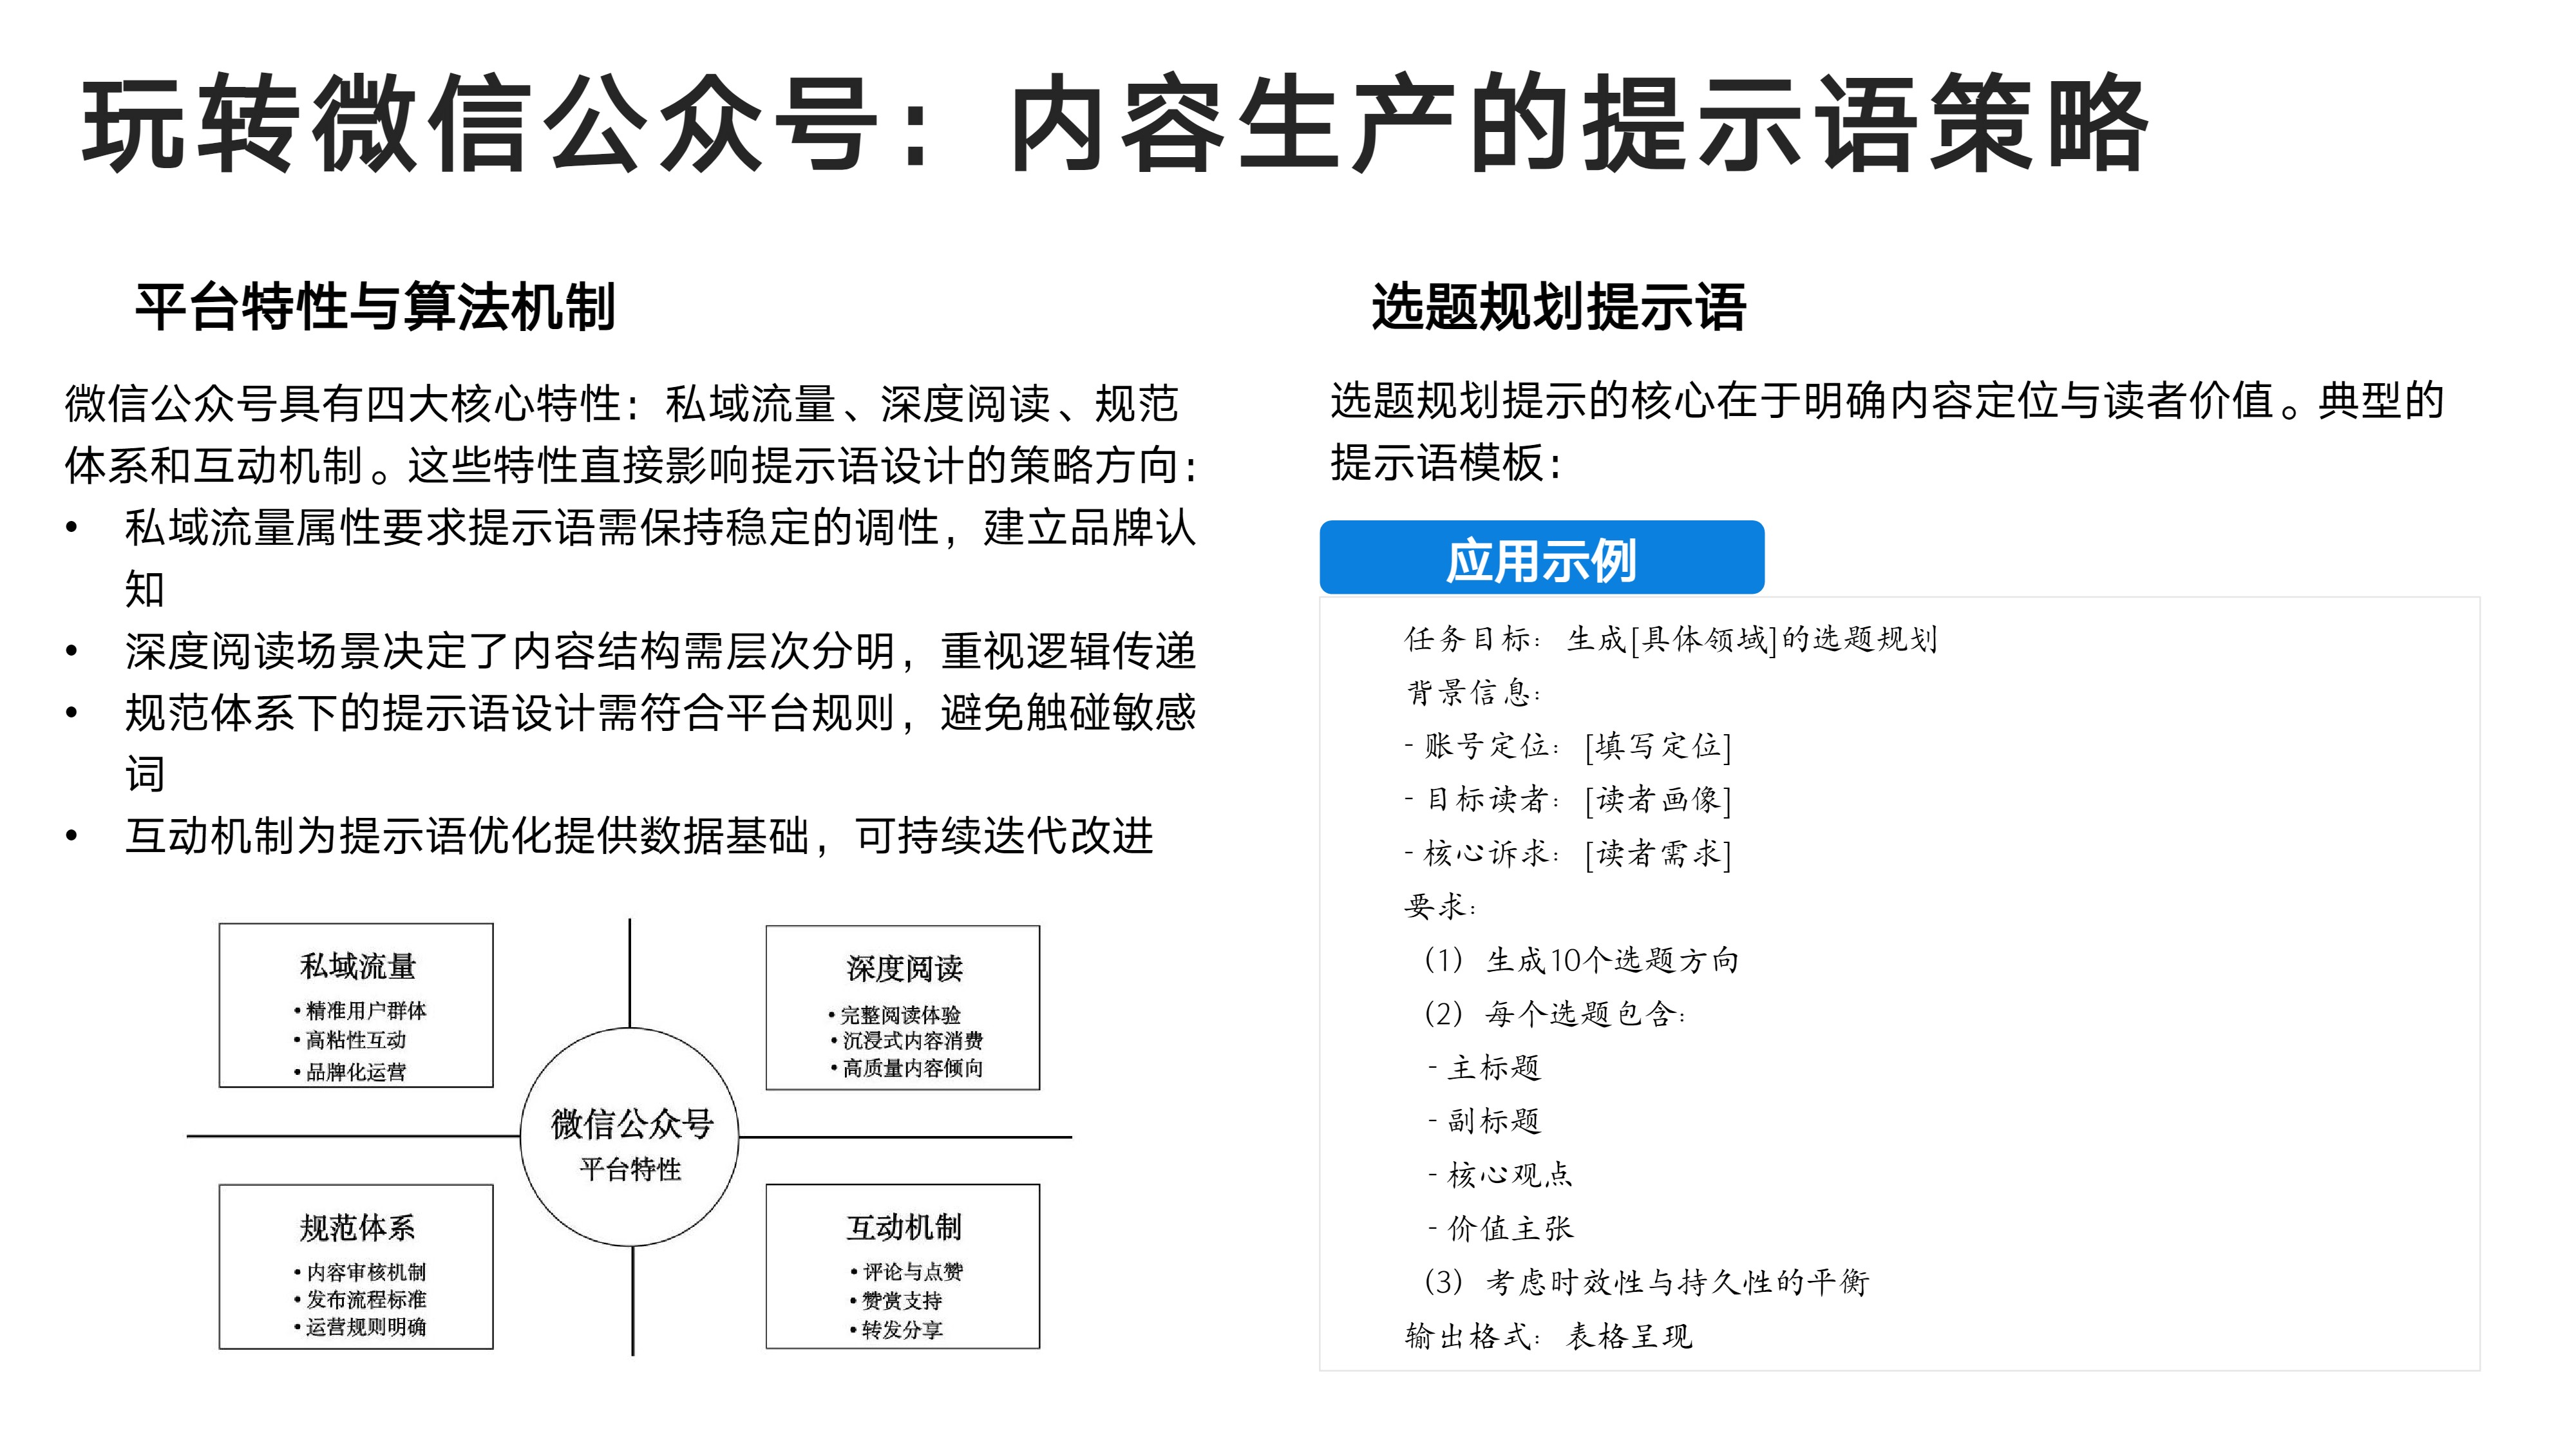 玩转微信公众号：内容生产的提示语策略
平台特性与算法机制
微信公众号具有四大核心特性：私域流量、深度阅读、规范
体系和互动机制。这些特性直接影响提示语设计的策略方向：
• 私域流量属性要求提示语需保持稳定的调性，建立品牌认
知
• 深度阅读场景决定了内容结构需层次分明，重视逻辑传递
• 规范体系下的提示语设计需符合平台规则，避免触碰敏感
词
• 互动机制为提示语优化提供数据基础，可持续迭代改进
私域流量
• 精准用户群体
• 高粘性互动
• 品牌化运营
深度阅读
• 完整阅读体验
• 沉浸式内容消费
• 高质量内容倾向
微信公众号
平台特性
规范体系
• 内容审核机制
• 发布流程标准
• 运营规则明确
互动机制
• 评论与点赞
• 赞赏支持
• 转发分享
选题规划提示语
选题规划提示的核心在于明确内容定位与读者价值。典型的
提示语模板：
应用示例
任务目标：生成[具体领域]的选题规划
背景信息：
- 账号定位：[填写定位]
- 目标读者：[读者画像]
- 核心诉求：[读者需求]
要求：
（1）生成10个选题方向
（2）每个选题包含：
- 主标题
- 副标题
- 核心观点
- 价值主张
（3）考虑时效性与持久性的平衡
输出格式：表格呈现